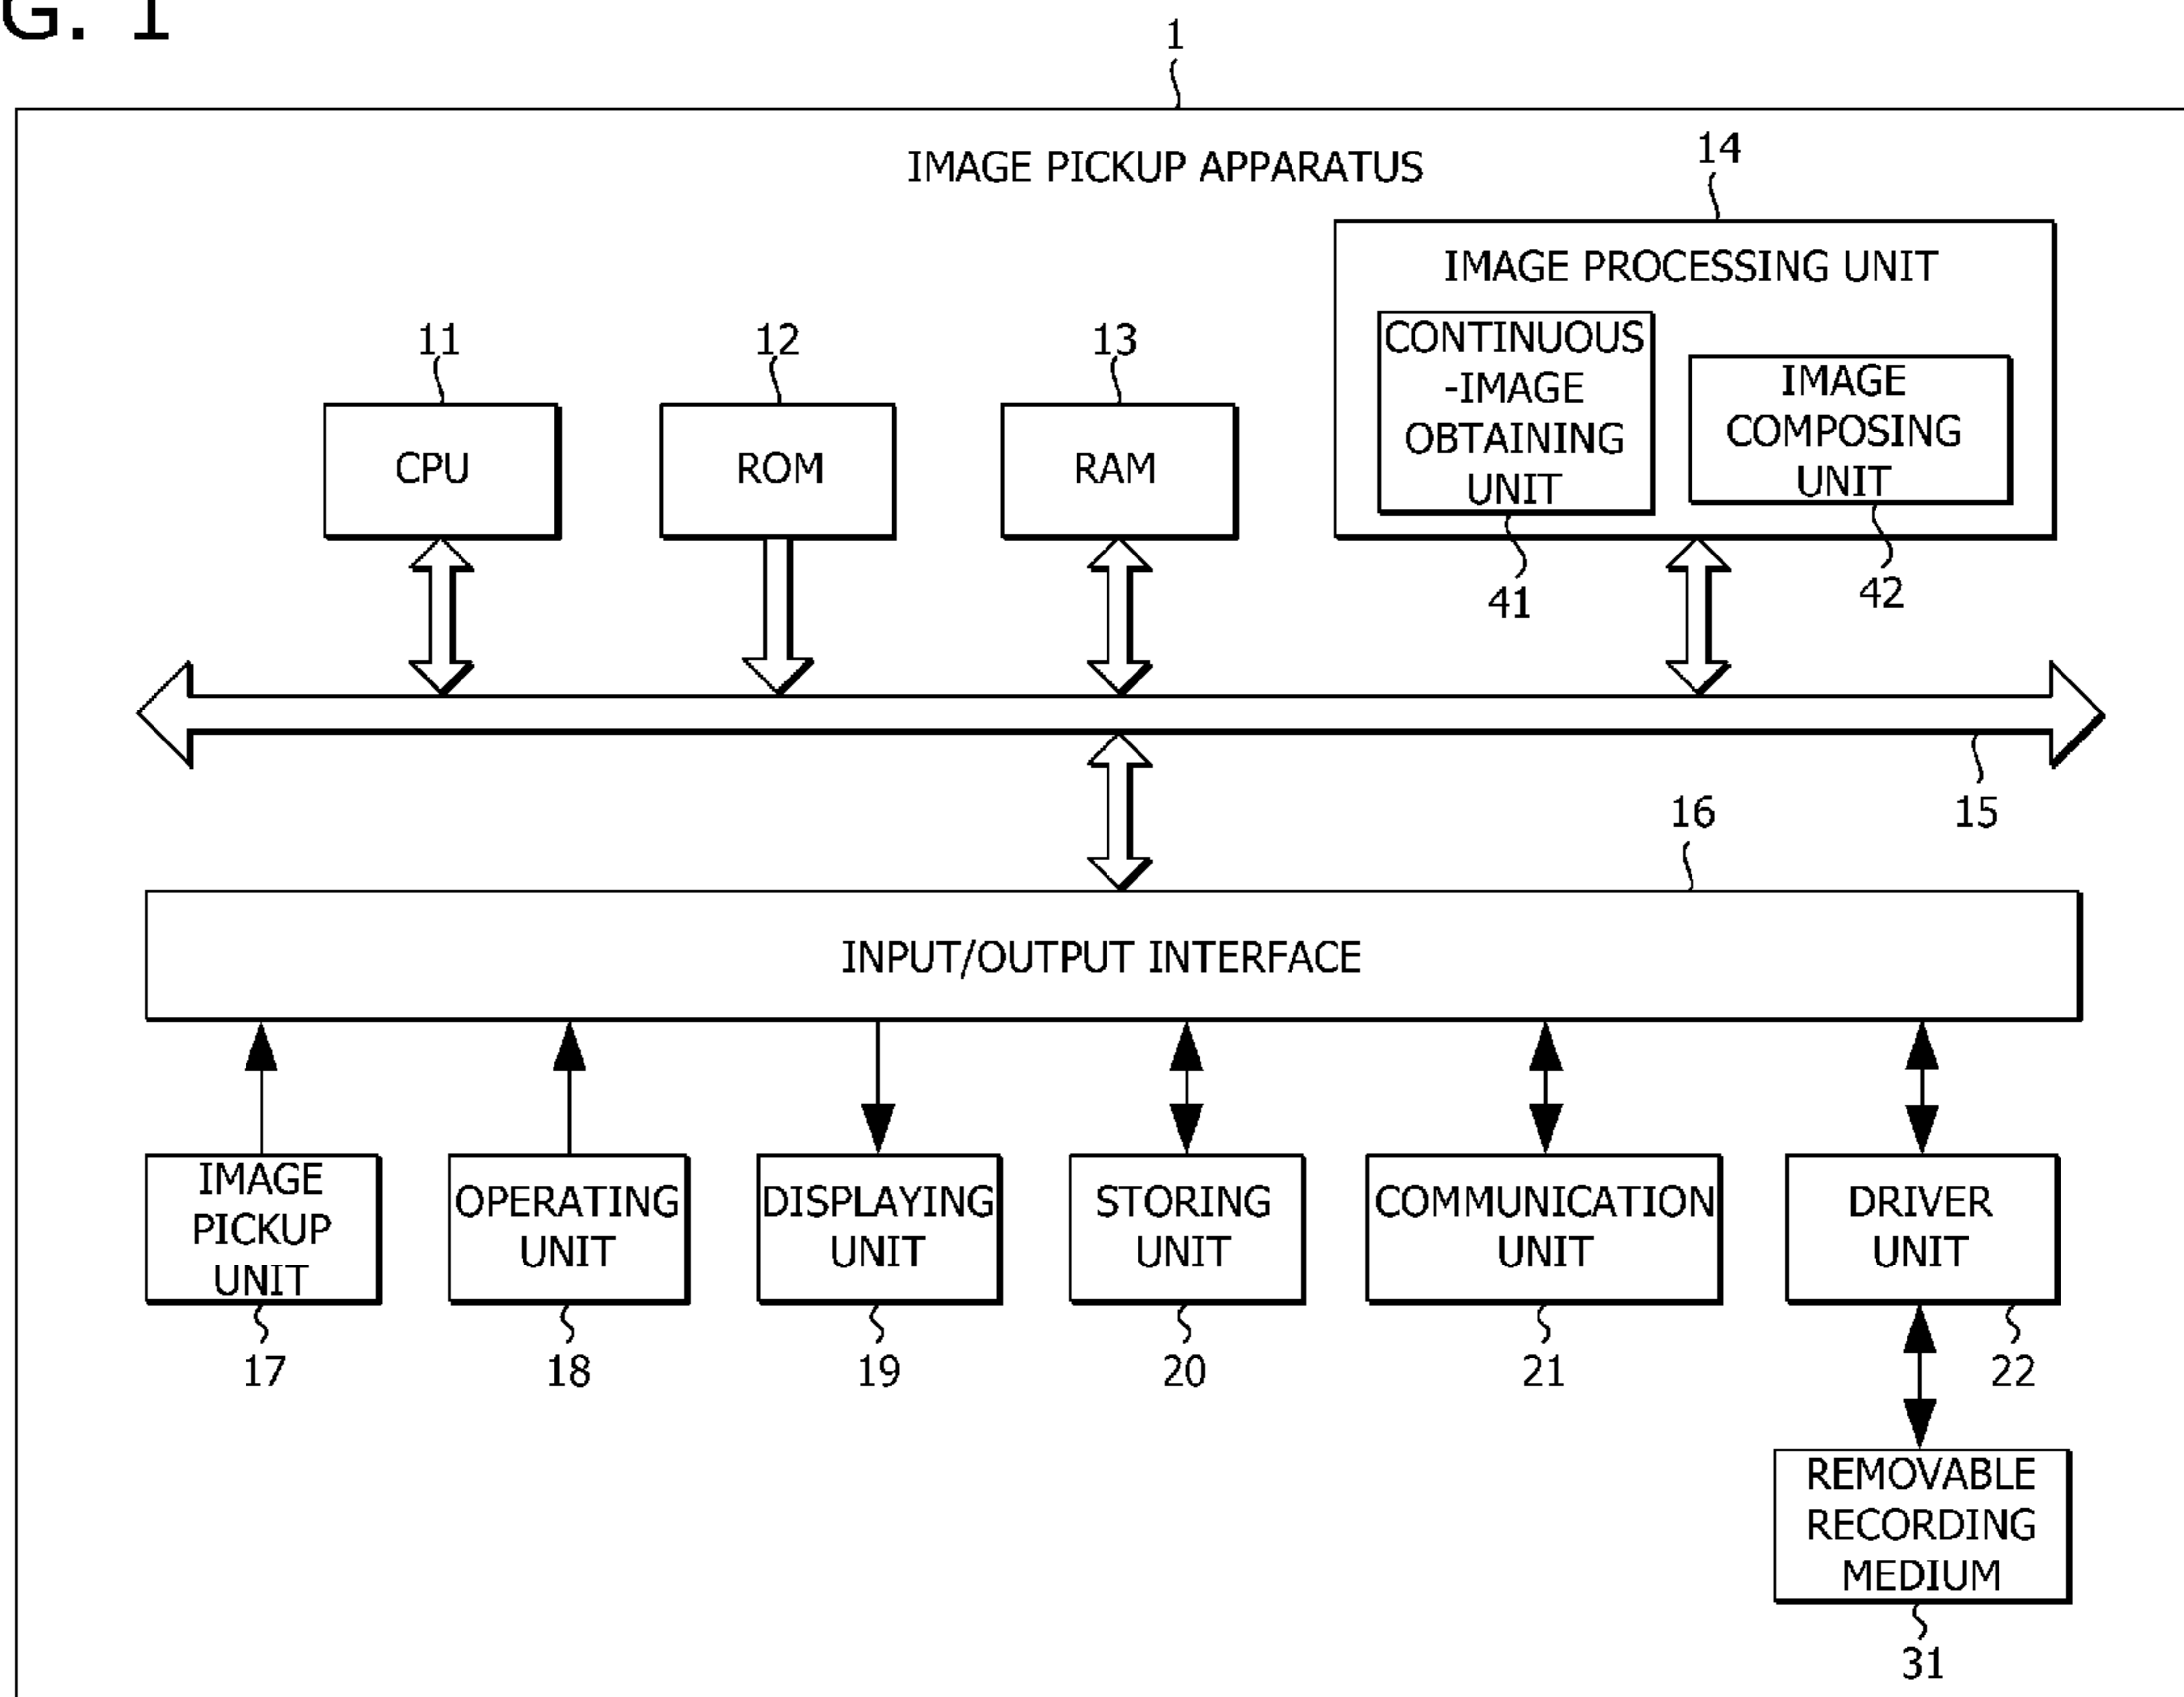 G. 1
1
IMAGE PICKUP APPARATUS
14
IMAGE PROCESSING UNIT
11
12
13
CONTINUOUS
-IMAGE
OBTAINING
UNIT
IMAGE
COMPOSING
UNIT
CPU
ROM
RAM
41
42
15
16
INPUT/OUTPUT INTERFACE
IMAGE
PICKUP
UNIT
OPERATING
UNIT
DISPLAYING
UNIT
STORING
UNIT
COMMUNICATION
UNIT
DRIVER
UNIT
17
18
19
20
21
22
REMOVABLE
RECORDING
MEDIUM
31